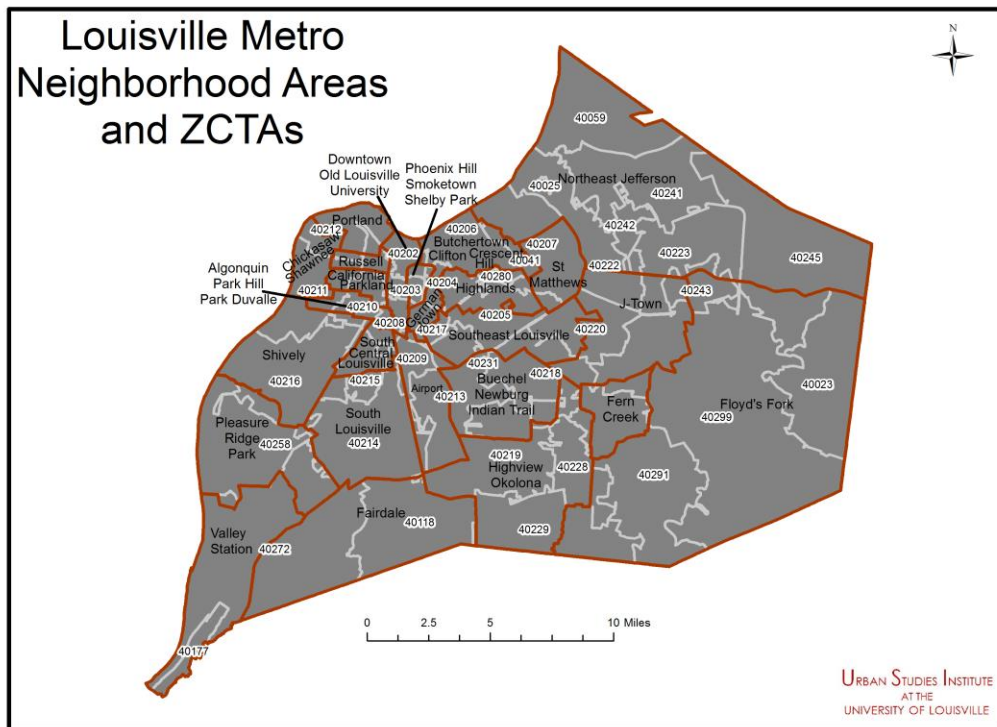 Louisville Metro
Neighborhood Areas
and ZCTAs
N
40059
Downtown
Old Louisville
University
Phoenix Hill
Smoketown
Shelby Park
40025
Northeast Jefferson
40241
Portland
40212
40206
40242
Butchertown
Clifton
Crescent
Hill
40207
40041
40202
40223
40245
Chickasaw
Shawnee
Russell
40222
St
Matthews
Algonquin
Park Hill
Park Duvalle
California
Parkland
40204
40280
Highlands
40243
40211
40203
J-Town
40210
German
Town
40205
40208
40217
Southeast Louisville
40220
Shively
South
Central
Louisville
40209
40231
40218
40216
40215
Airport
Buechel
Newburg
Indian Trail
40213
40023
Fern
Creek
Floyd's Fork
40299
Pleasure
Ridge
Park
40258
South
Louisville
40214
40219
40228
Highview
Okolona
40291
Fairdale
40118
40229
Valley
Station
40272
0 2.5 5 10 Miles
40177
URBAN STUDIES INSTITUTE
AT THE
UNIVERSITY OF LOUISVILLE